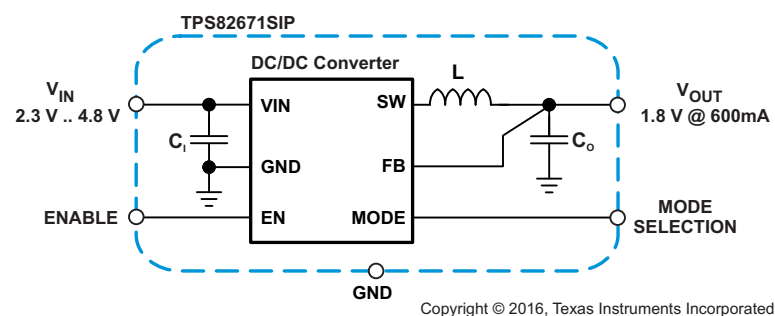 TPS82671SIP
DC/DC Converter
L
VIN
2.3 V .. 4.8 V
VIN
SW
VOUT
1.8 V @ 600mA
CI
CO
GND
FB
ENABLE
EN
MODE
MODE
SELECTION
GND
Copyright © 2016, Texas Instruments Incorporated